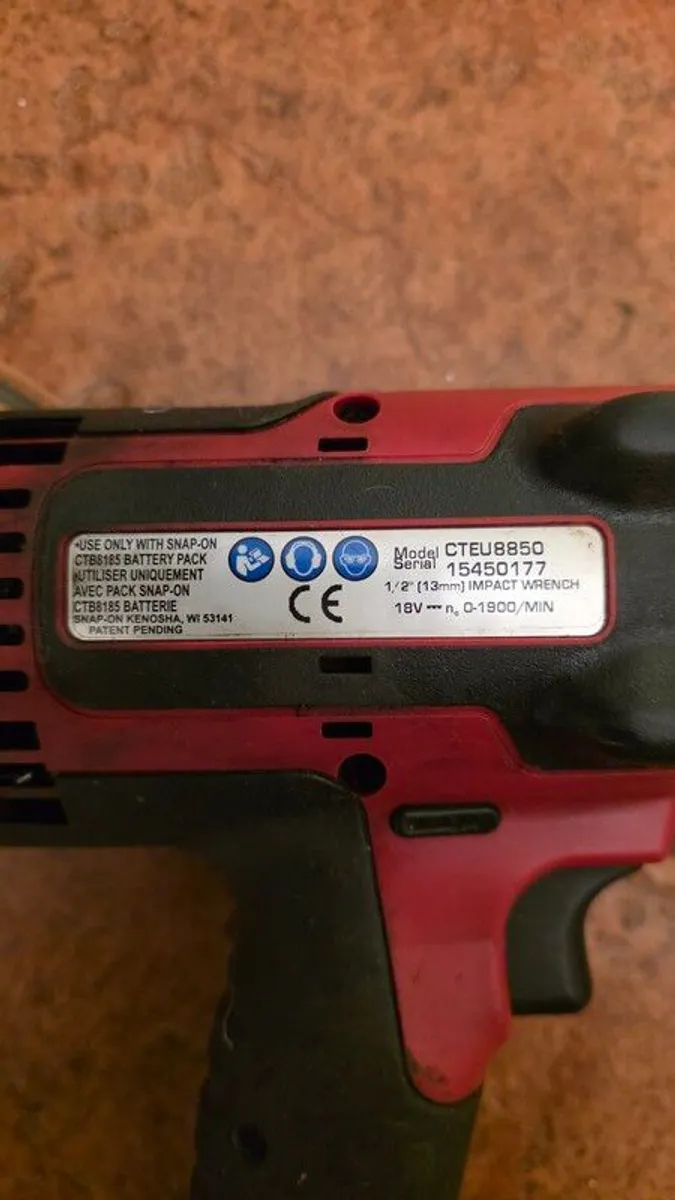 •USE ONLY WITH SNAP-ON
CTB8185 BATTERY PACK
•UTILISER UNIQUEMENT
AVEC PACK SNAP-ON
CTB8185 BATTERIE
SNAP-ON KENOSHA, WI 53141
PATENT PENDING
CE
Model CTEU8850
Serial 15450177
1/2" (13mm) IMPACT WRENCH
18V ⎓ n₀ 0-1900/MIN